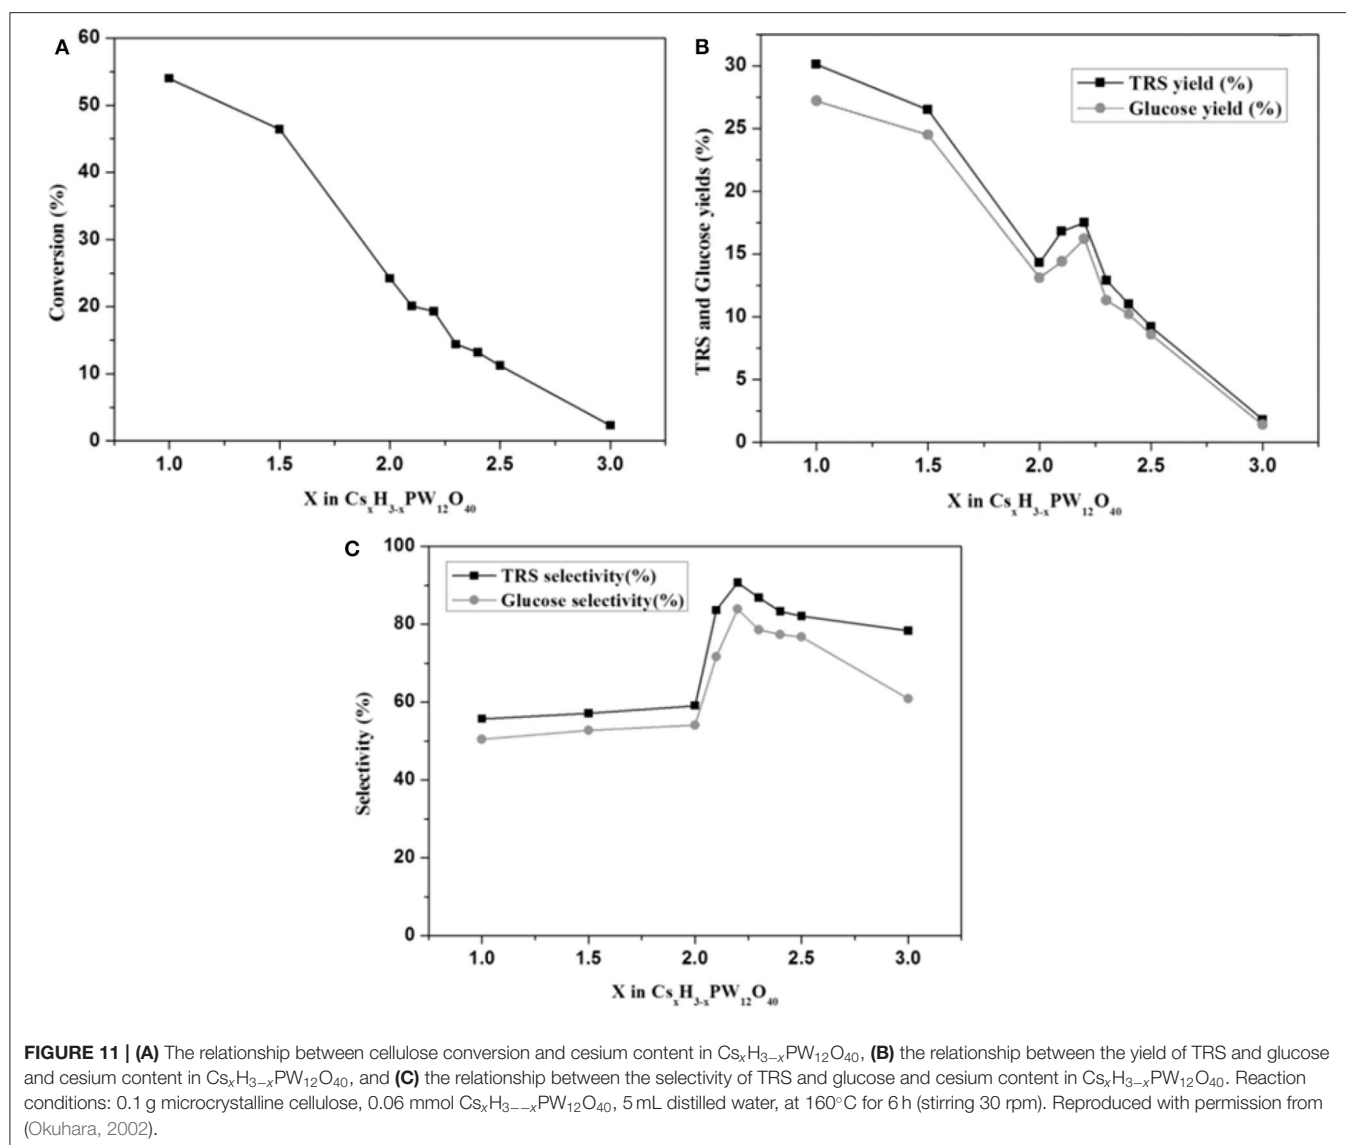 A
60
50
40
30
20
10
0
Conversion (%)
1.0 1.5 2.0 2.5 3.0
X in CsₓH₃₋ₓPW₁₂O₄₀
B
30
25
20
15
10
5
0
TRS and Glucose yields (%)
TRS yield (%)
Glucose yield (%)
1.0 1.5 2.0 2.5 3.0
X in CsₓH₃₋ₓPW₁₂O₄₀
C
100
80
60
40
20
0
Selectivity (%)
TRS selectivity(%)
Glucose selectivity(%)
1.0 1.5 2.0 2.5 3.0
X in CsₓH₃₋ₓPW₁₂O₄₀
FIGURE 11 | (A) The relationship between cellulose conversion and cesium content in CsₓH₃₋ₓPW₁₂O₄₀, (B) the relationship between the yield of TRS and glucose
and cesium content in CsₓH₃₋ₓPW₁₂O₄₀, and (C) the relationship between the selectivity of TRS and glucose and cesium content in CsₓH₃₋ₓPW₁₂O₄₀. Reaction
conditions: 0.1 g microcrystalline cellulose, 0.06 mmol CsₓH₃₋₋ₓPW₁₂O₄₀, 5 mL distilled water, at 160°C for 6 h (stirring 30 rpm). Reproduced with permission from
(Okuhara, 2002).